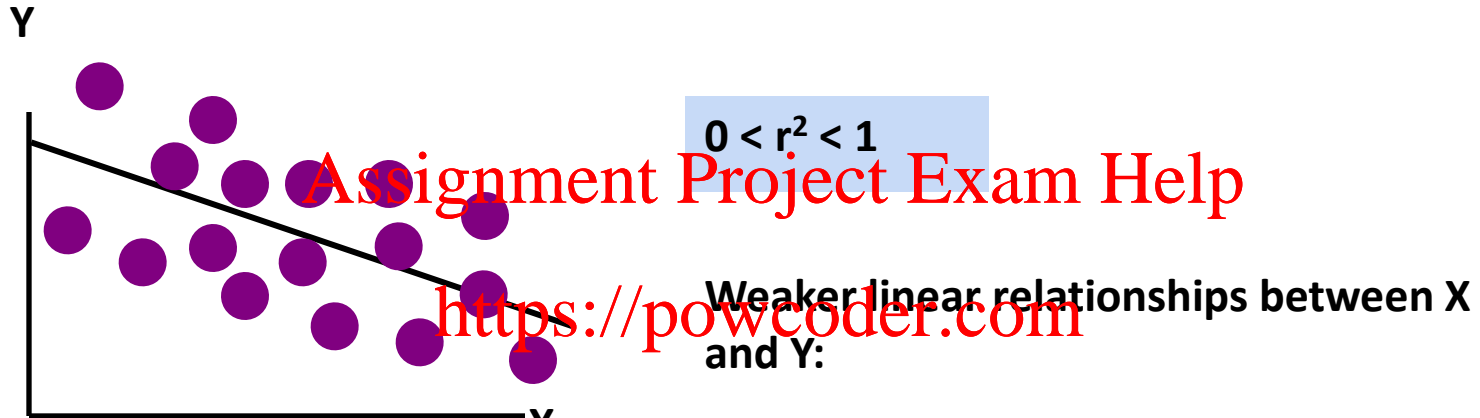 Y
0 < r² < 1
Assignment Project Exam Help
Weaker linear relationships between X
https://powcoder.com
and Y:
X